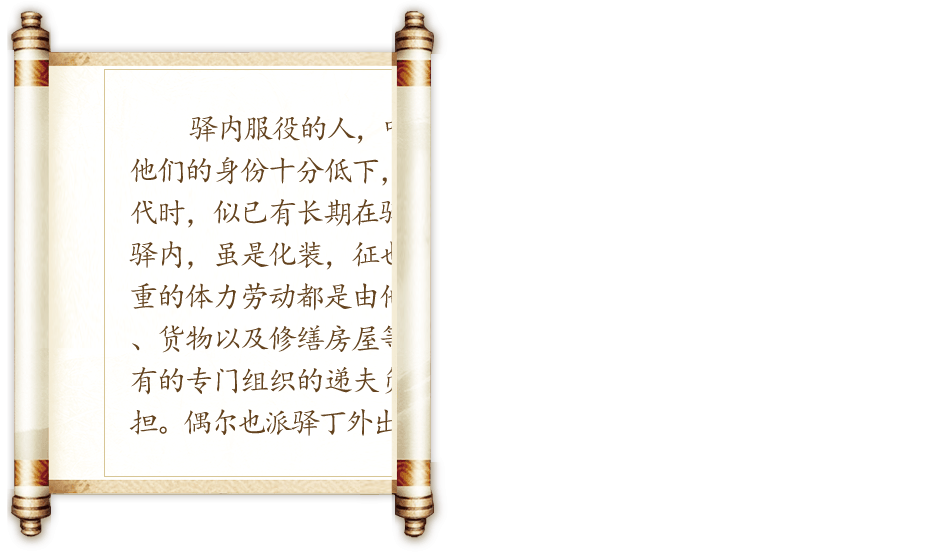 驿内服役的人，
他们的身份十分低下，
代时，似已有长期在
驿内，虽是化装，征
重的体力劳动都是由
、货物以及修缮房屋
有的专门组织的递夫
担。偶尔也派驿丁外出